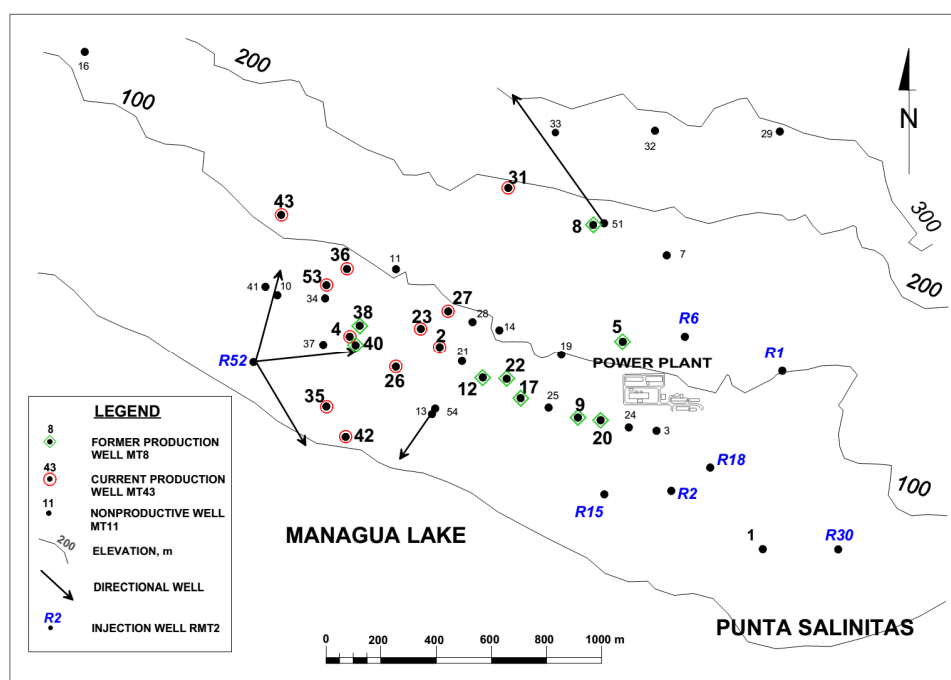 200
16
100
33
32
29
N
31
43
8
51
300
36
11
7
53
41
10
34
200
27
38
28
R6
23
4
14
5
2
37
40
19
R1
R52
21
POWER PLANT
22
26
12
17
35
25
13
54
9
24
3
20
42
R18
100
R2
R15
MANAGUA LAKE
1
R30
PUNTA SALINITAS
LEGEND
8
FORMER PRODUCTION
WELL MT8
43
CURRENT PRODUCTION
WELL MT43
11
NONPRODUCTIVE WELL
MT11
200
ELEVATION, m
DIRECTIONAL WELL
R2
INJECTION WELL RMT2
0 200 400 600 800 1000 m